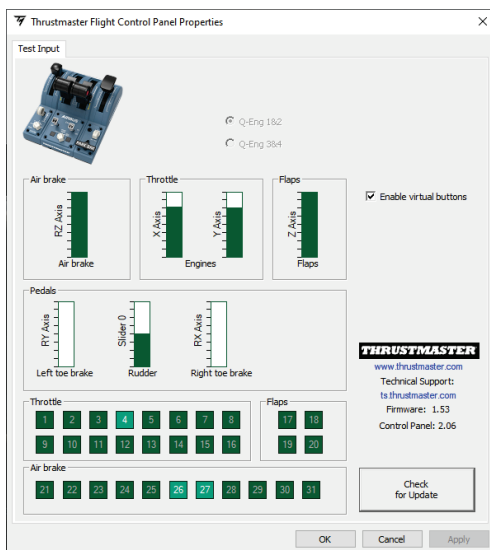 Thrustmaster Flight Control Panel Properties
Test Input
Q-Eng 1&2
Q-Eng 3&4
Air brake
RZ Axis
Air brake
Throttle
X Axis
Y Axis
Engines
Flaps
Z Axis
Flaps
Enable virtual buttons
Pedals
RY Axis
Left toe brake
Slider 0
Rudder
RX Axis
Right toe brake
THRUSTMASTER
www.thrustmaster.com
Technical Support:
ts.thrustmaster.com
Firmware: 1.53
Control Panel: 2.06
Throttle
1 2 3 4 5 6 7 8
9 10 11 12 13 14 15 16
Flaps
17 18
19 20
Air brake
21 22 23 24 25 26 27 28 29 30 31
Check
for Update
OK Cancel Apply